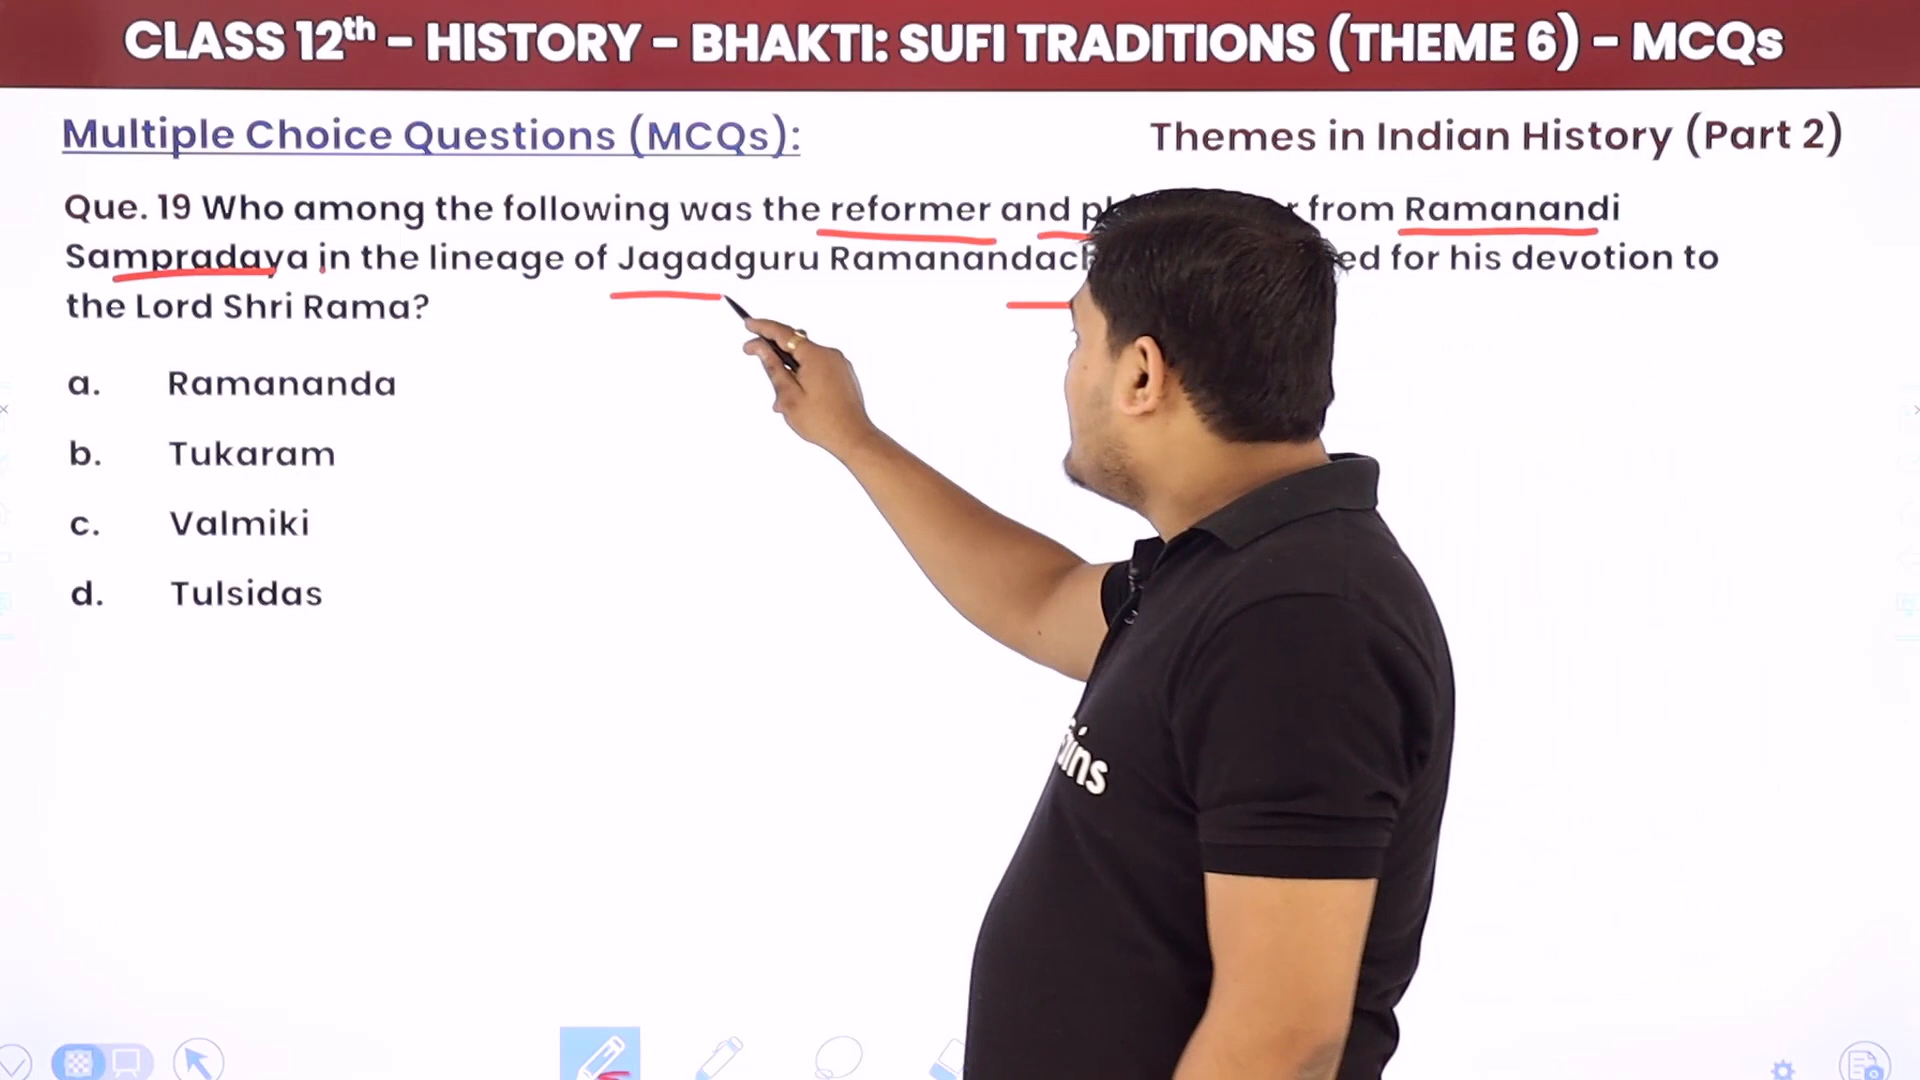 CLASS 12th - HISTORY - BHAKTI: SUFI TRADITIONS (THEME 6) - MCQs
Multiple Choice Questions (MCQs):
Themes in Indian History (Part 2)
Que. 19 Who among the following was the reformer and from Ramanandi
Sampradaya in the lineage of Jagadguru for his devotion to
the Lord Shri Rama?
a. Ramananda
b. Tukaram
c. Valmiki
d. Tulsidas